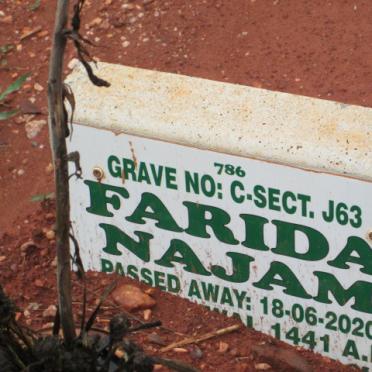 786
GRAVE NO: C-SECT. J63
FARIDA
NAJAM
PASSED AWAY: 18-06-2020
1441 A.